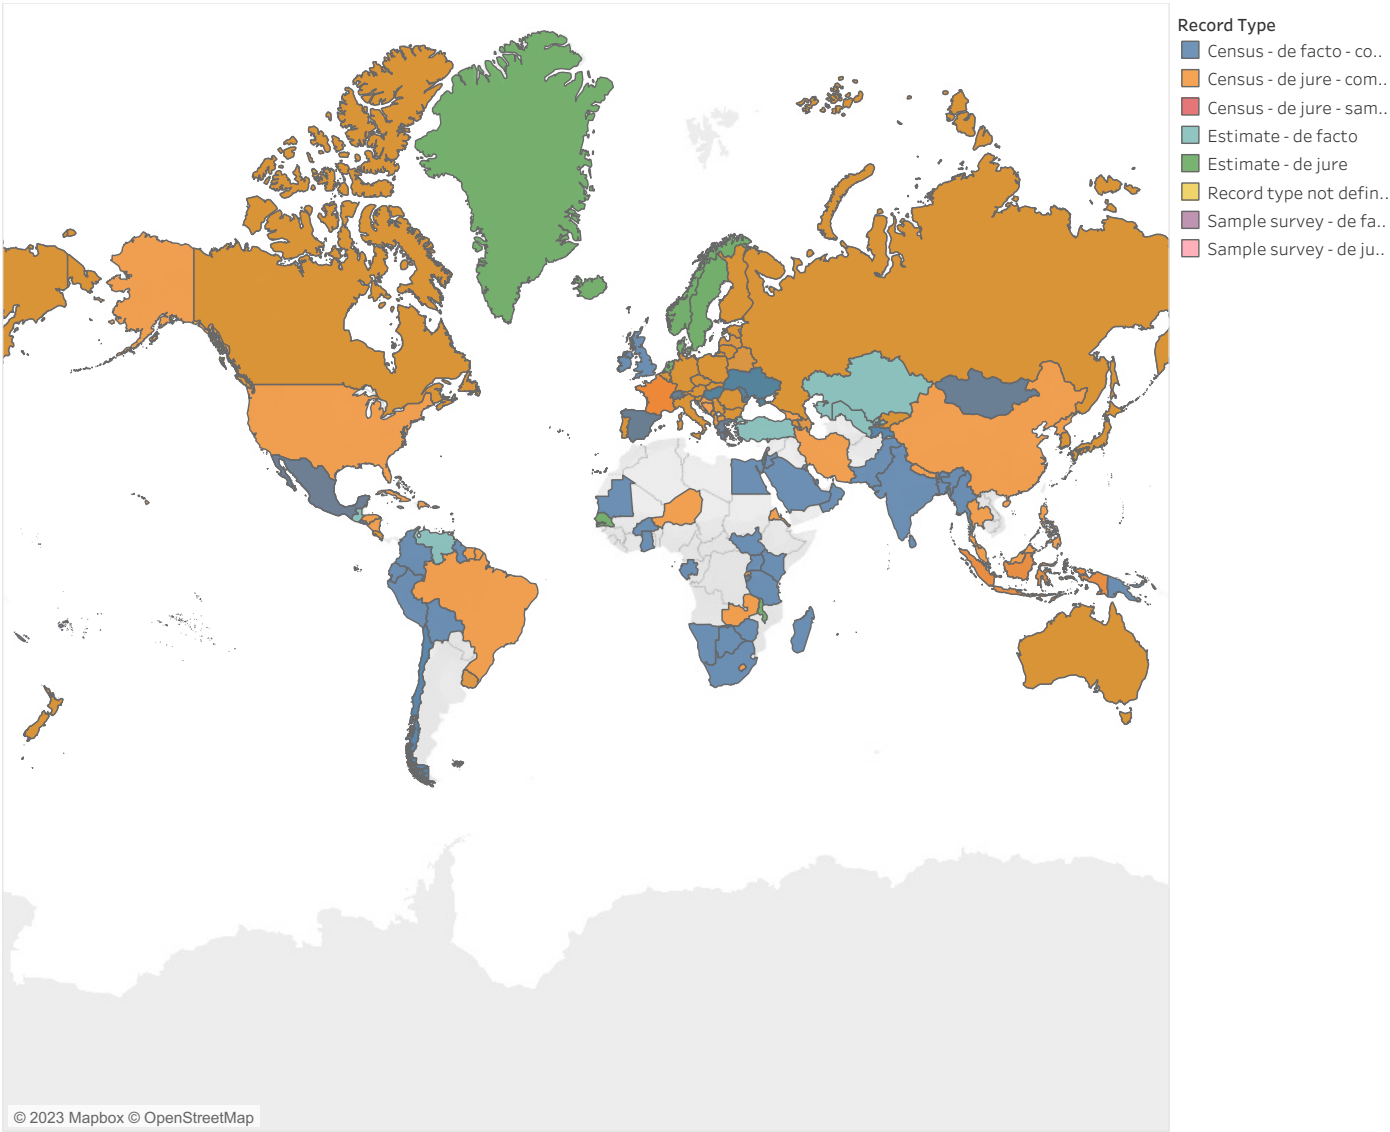 Record Type
Census - de facto - co..
Census - de jure - com..
Census - de jure - sam..
Estimate - de facto
Estimate - de jure
Record type not defin..
Sample survey - de fa..
Sample survey - de ju..
© 2023 Mapbox © OpenStreetMap